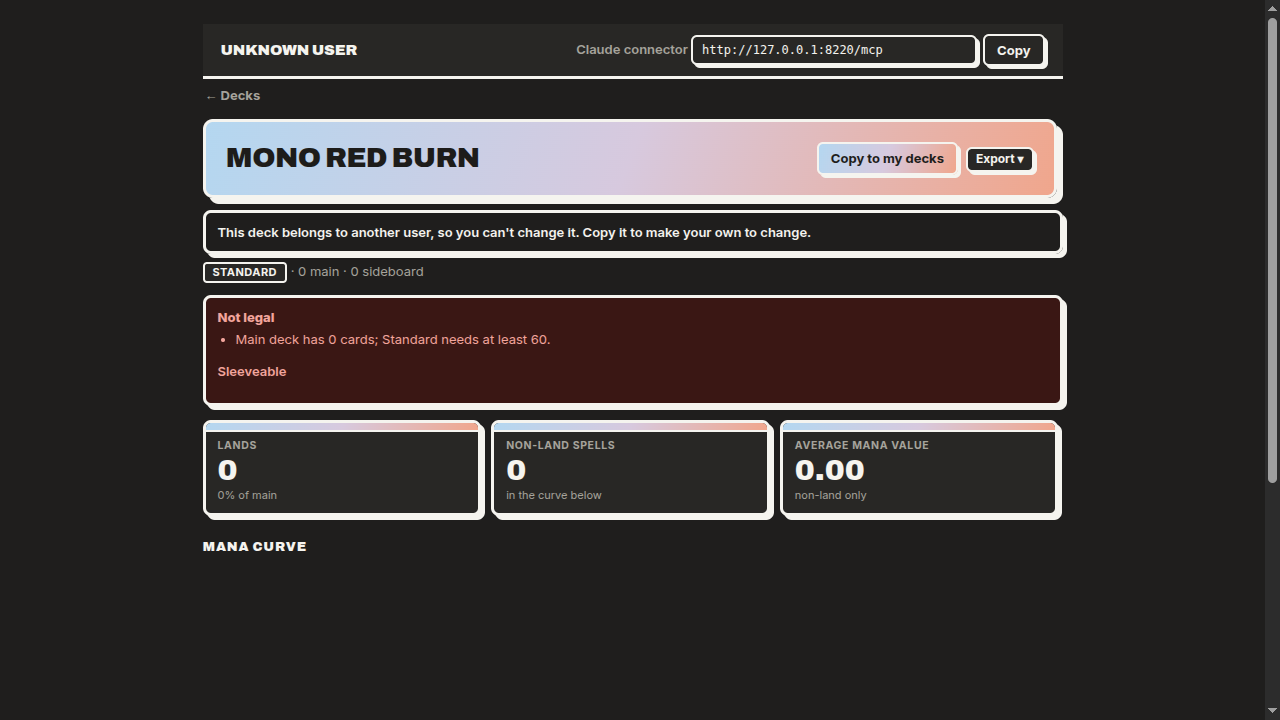 UNKNOWN USER
Claude connector http://127.0.0.1:8220/mcp Copy
← Decks
MONO RED BURN
Copy to my decks Export ▾
This deck belongs to another user, so you can't change it. Copy it to make your own to change.
STANDARD · 0 main · 0 sideboard
Not legal
• Main deck has 0 cards; Standard needs at least 60.
Sleeveable
LANDS
0
0% of main
NON-LAND SPELLS
0
in the curve below
AVERAGE MANA VALUE
0.00
non-land only
MANA CURVE